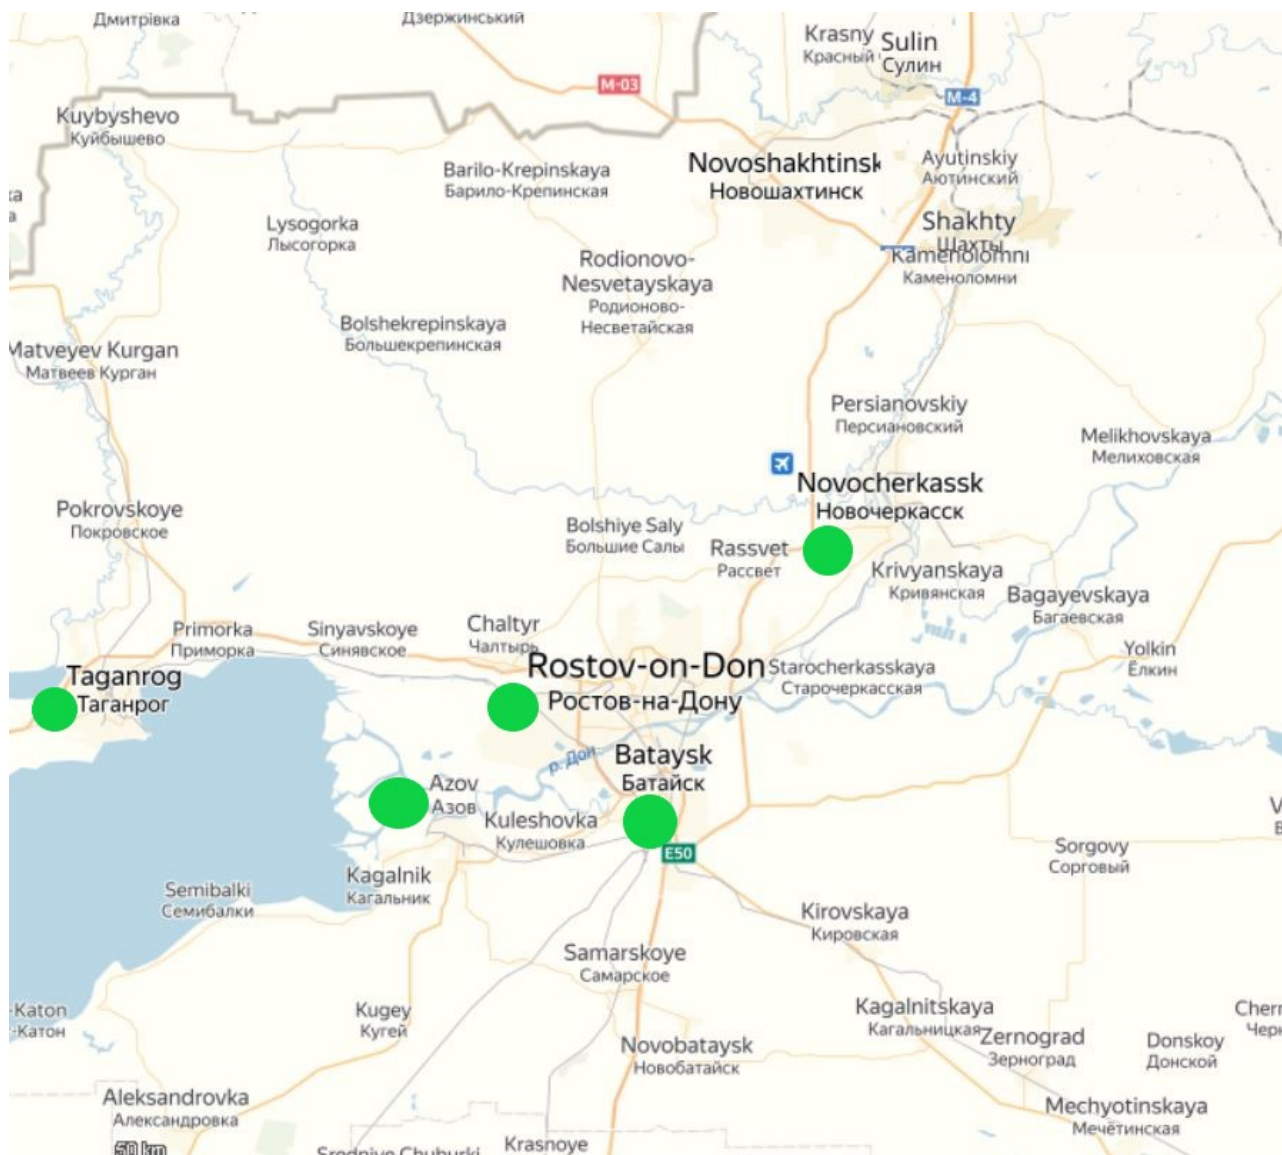 Дмитрівка
Дзержинський
Krasny
Красный
Sulin
Сулин
M-03
M-4
Kuybyshevo
Куйбышево
Barilo-Krepinskaya
Барило-Крепинская
Novoshakhtinsk
Новошахтинск
Ayutinskiy
Аютинский
Lysogorka
Лысогорка
Shakhty
Шахты
Kamenolomni
Каменоломни
Rodionovo-
Nesvetayskaya
Родионово-
Несветайская
Bolshekrepinskaya
Большекрепинская
Matveyev Kurgan
Матвеев Курган
Persianovskiy
Персиановский
Melikhovskaya
Мелиховская
Novocherkassk
Новочеркасск
Pokrovskoye
Покровское
Bolshiye Saly
Большие Салы
Rassvet
Рассвет
Krivyanskaya
Кривянская
Bagayevskaya
Багаевская
Primorka
Приморка
Sinyavskoye
Синявское
Chaltyr
Чалтырь
Yolkin
Ёлкин
Taganrog
Таганрог
Rostov-on-Don
Ростов-на-Дону
Starocherkasskaya
Старочеркасская
р. Дон
Bataysk
Батайск
Azov
Азов
Kuleshovka
Кулешовка
E50
Sorgovy
Сорговый
Kagalnik
Кагальник
Semibalki
Семибалки
Kirovskaya
Кировская
Samarskoye
Самарское
-Katon
-Катон
Kugey
Кугей
Kagalnitskaya
Кагальницкая
Zernograd
Зерноград
Donskoy
Донской
Novobataysk
Новобатайск
Aleksandrovka
Александровка
Mechyotinskaya
Мечётинская
50 km
Sredniye Chuburki
Krasnoye